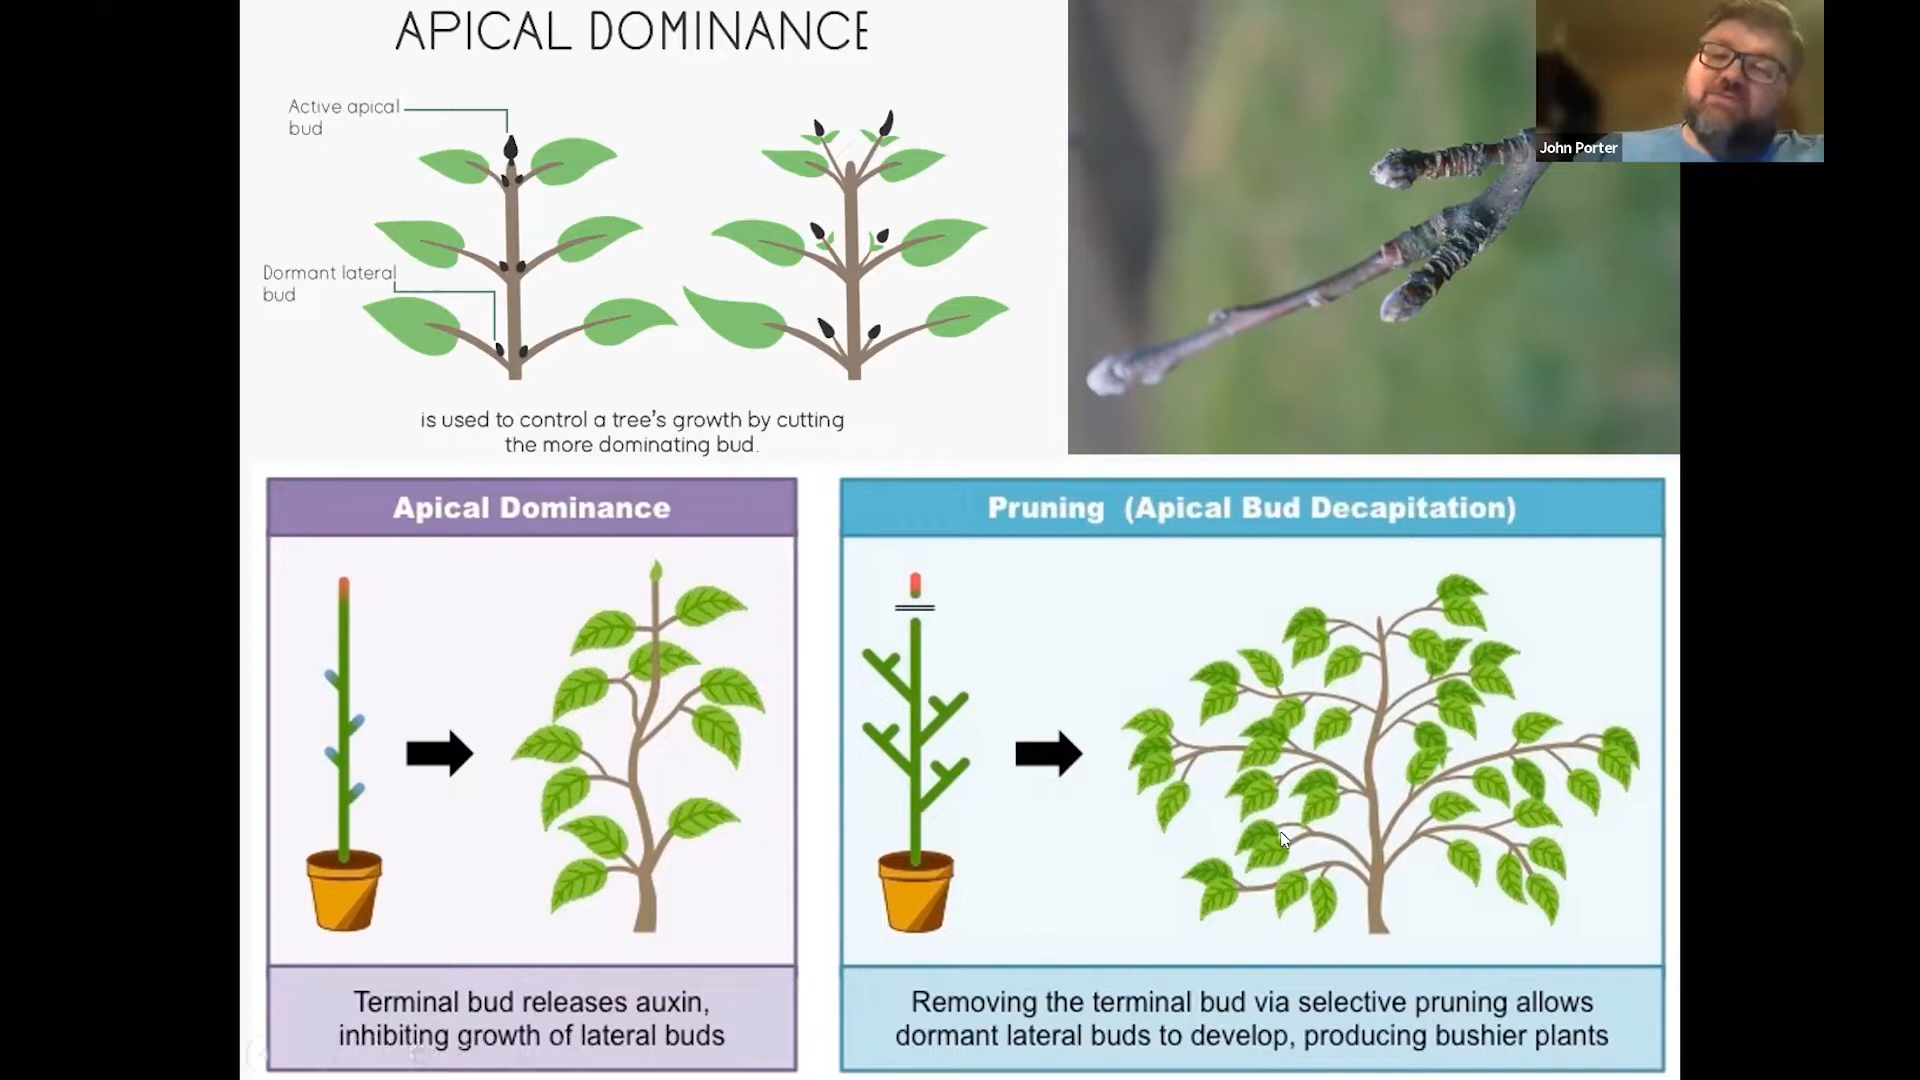 APICAL DOMINANCE
Active apical
bud
Dormant lateral
bud
is used to control a tree's growth by cutting
the more dominating bud.
John Porter
Apical Dominance
Terminal bud releases auxin,
inhibiting growth of lateral buds
Pruning (Apical Bud Decapitation)
Removing the terminal bud via selective pruning allows
dormant lateral buds to develop, producing bushier plants